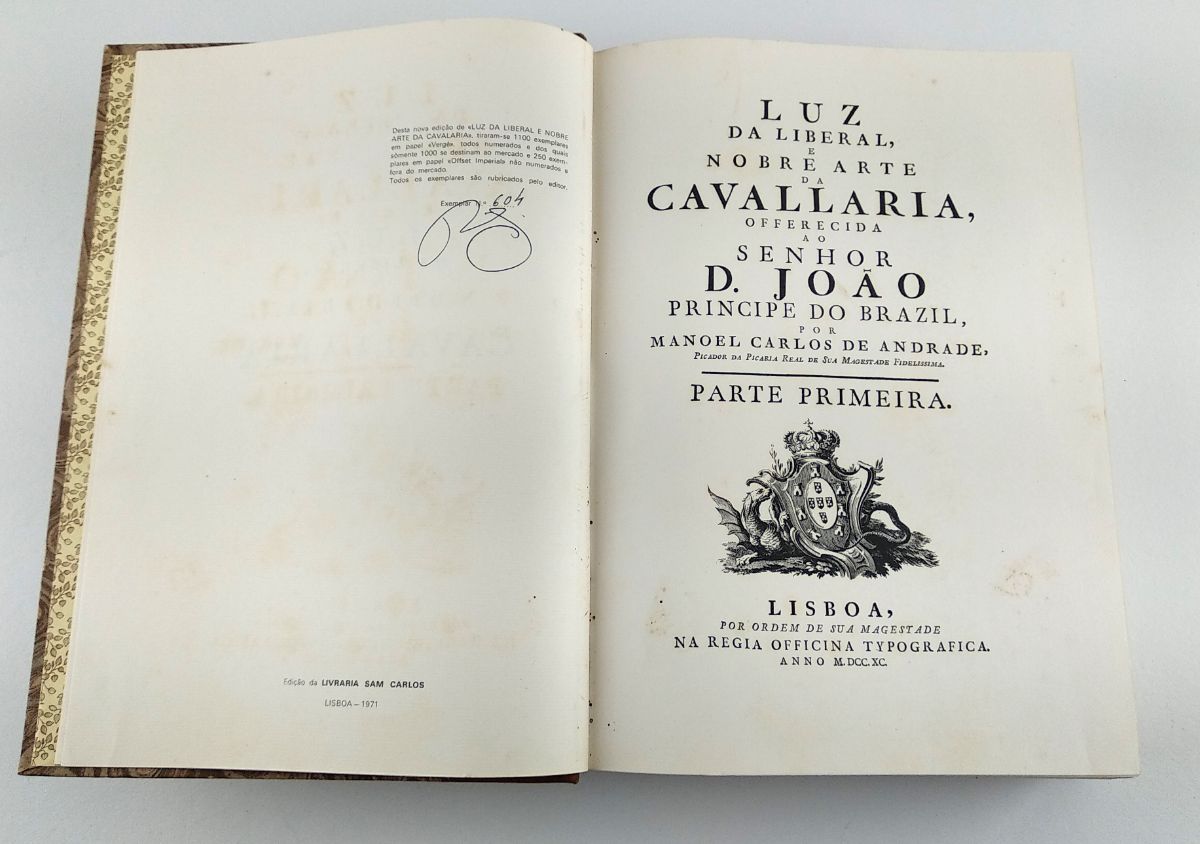 Desta nova edição de «LUZ DA LIBERAL E NOBRE
ARTE DA CAVALARIA», tiraram-se 1100 exemplares
em papel «Vergé», todos numerados e dos quais
sòmente 1000 se destinam ao mercado e 250 exem-
plares em papel «Offset Imperial» não numerados e
fora do mercado.
Todos os exemplares são rubricados pelo editor.
Exemplar N.º 604
Edição da LIVRARIA SAM CARLOS
LISBOA – 1971
LUZ
DA LIBERAL,
E
NOBRE ARTE
DA
CAVALLARIA,
OFFERECIDA
AO
SENHOR
D. JOÃO
PRINCIPE DO BRAZIL,
POR
MANOEL CARLOS DE ANDRADE,
PICADOR DA PICARIA REAL DE SUA MAGESTADE FIDELISSIMA.
PARTE PRIMEIRA.
LISBOA,
POR ORDEM DE SUA MAGESTADE
NA REGIA OFFICINA TYPOGRAFICA.
ANNO M.DCC.XC.